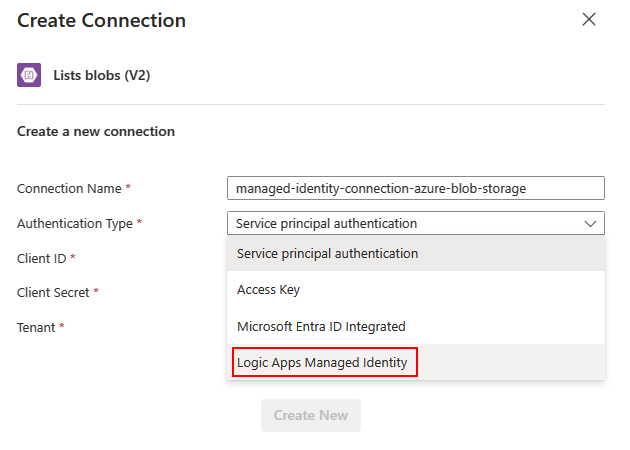 Create Connection
Lists blobs (V2)
Create a new connection
Connection Name * managed-identity-connection-azure-blob-storage
Authentication Type * Service principal authentication
Client ID * Service principal authentication
Client Secret * Access Key
Tenant * Microsoft Entra ID Integrated
Logic Apps Managed Identity
Create New